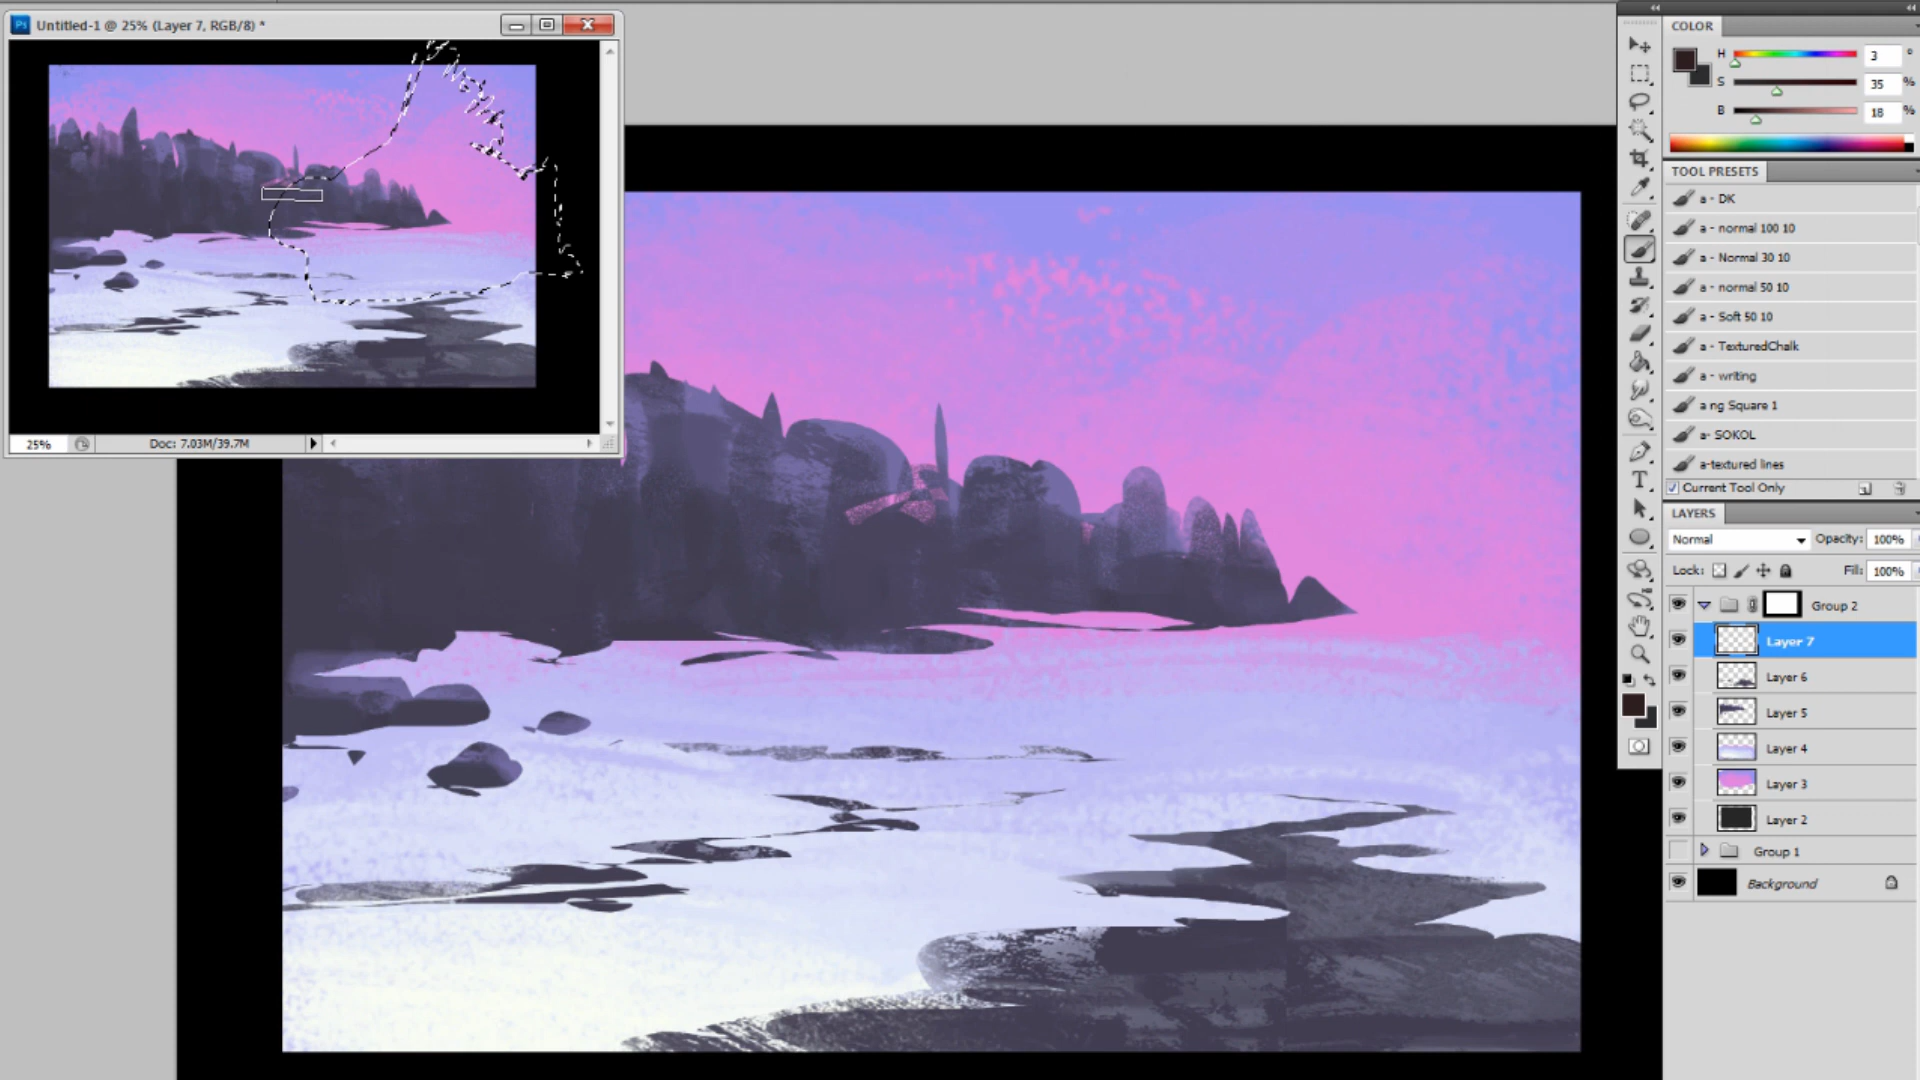 Ps Untitled-1 @ 25% (Layer 7, RGB/8) *
25% Doc: 7.03M/39.7M
COLOR
H 3 °
S 35 %
B 18 %
TOOL PRESETS
a - DK
a - normal 100 10
a - Normal 30 10
a - normal 50 10
a - Soft 50 10
a - TexturedChalk
a - writing
a ng Square 1
a- SOKOL
a-textured lines
Current Tool Only
LAYERS
Normal Opacity: 100%
Lock: Fill: 100%
Group 2
Layer 7
Layer 6
Layer 5
Layer 4
Layer 3
Layer 2
Group 1
Background